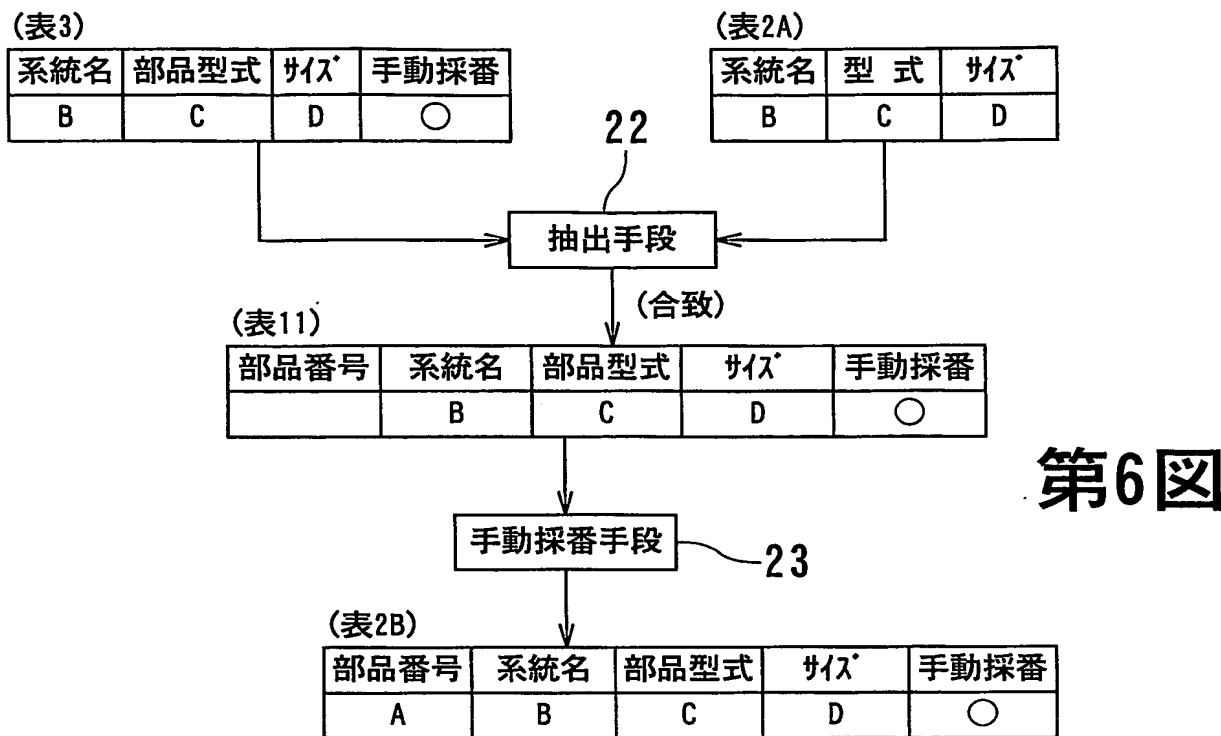 (表3)
系統名 部品型式 ｻｲｽﾞ 手動採番
B C D ○
(表2A)
系統名 型 式 ｻｲｽﾞ
B C D
22
抽出手段
(合致)
(表11)
部品番号 系統名 部品型式 ｻｲｽﾞ 手動採番
B C D ○
第6図
手動採番手段
23
(表2B)
部品番号 系統名 部品型式 ｻｲｽﾞ 手動採番
A B C D ○